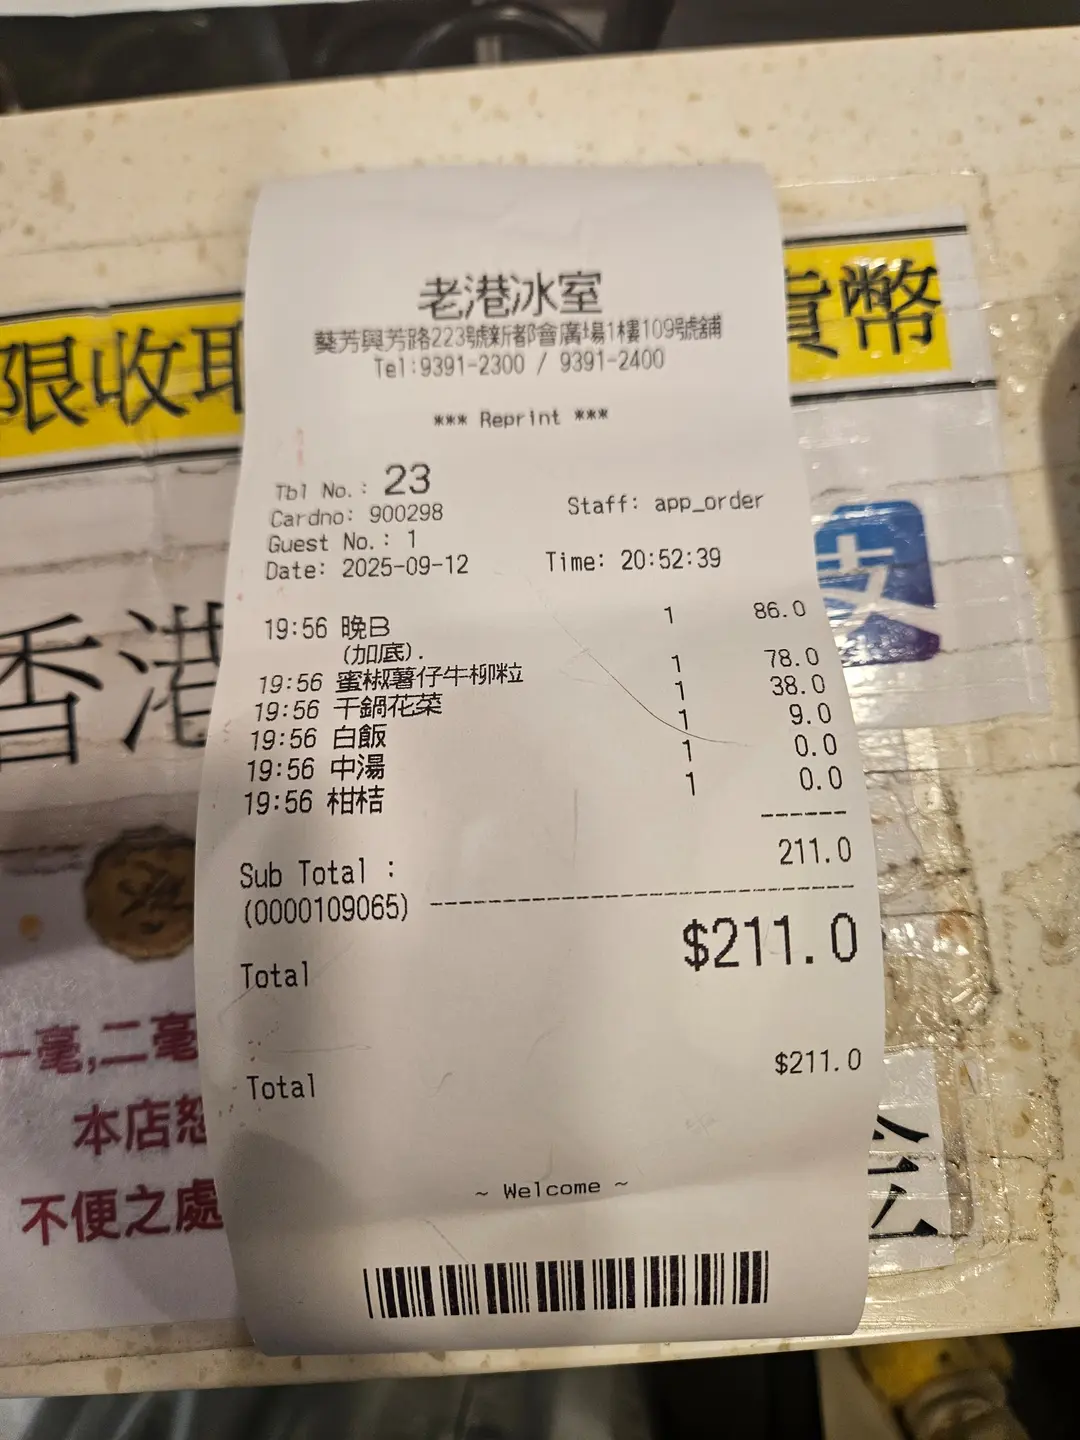 老港冰室
葵芳興芳路223號新都會廣場1樓109號舖
Tel:9391-2300 / 9391-2400
*** Reprint ***
Tbl No.: 23
Cardno: 900298 Staff: app_order
Guest No.: 1
Date: 2025-09-12 Time: 20:52:39
19:56 晚B 1 86.0
(加底).
19:56 蜜椒薯仔牛柳粒 1 78.0
19:56 干鍋花菜 1 38.0
19:56 白飯 1 9.0
19:56 中湯 1 0.0
19:56 柑桔 1 0.0
------
Sub Total : 211.0
(0000109065)
Total $211.0
Total $211.0
~ Welcome ~
限收取
貨幣
香港
支
一毫,二毫
本店恕
不便之處